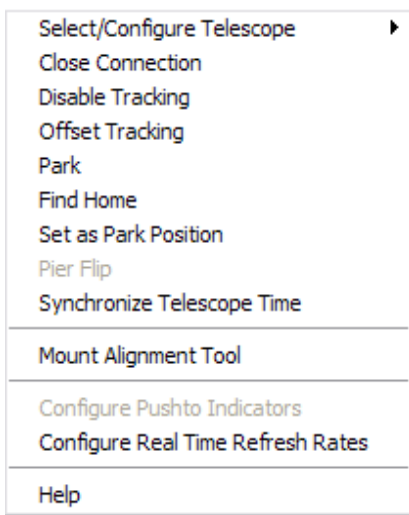 Select/Configure Telescope
Close Connection
Disable Tracking
Offset Tracking
Park
Find Home
Set as Park Position
Pier Flip
Synchronize Telescope Time
Mount Alignment Tool
Configure Pushto Indicators
Configure Real Time Refresh Rates
Help